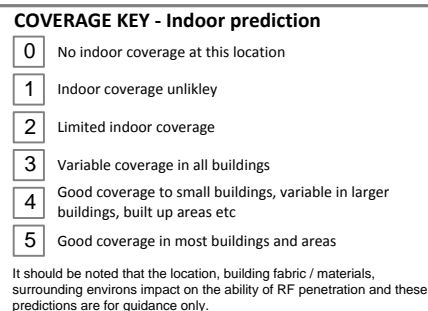 COVERAGE KEY - Indoor prediction
0 No indoor coverage at this location
1 Indoor coverage unlikley
2 Limited indoor coverage
3 Variable coverage in all buildings
4 Good coverage to small buildings, variable in larger
buildings, built up areas etc
5 Good coverage in most buildings and areas
It should be noted that the location, building fabric / materials,
surrounding environs impact on the ability of RF penetration and these
predictions are for guidance only.